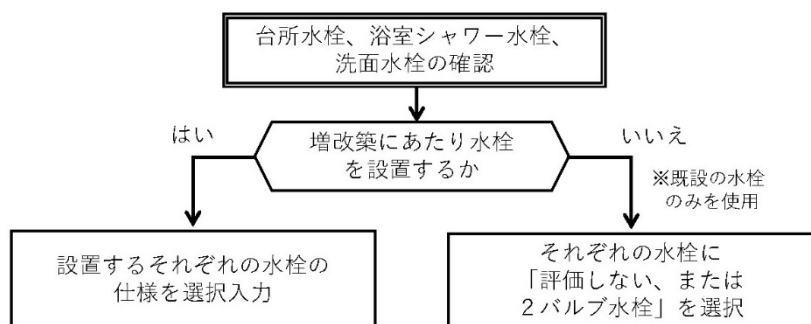 台所水栓、浴室シャワー水栓、
洗面水栓の確認
はい
増改築にあたり水栓
を設置するか
いいえ
※既設の水栓
のみを使用
設置するそれぞれの水栓の
仕様を選択入力
それぞれの水栓に
「評価しない、または
２バルブ水栓」を選択